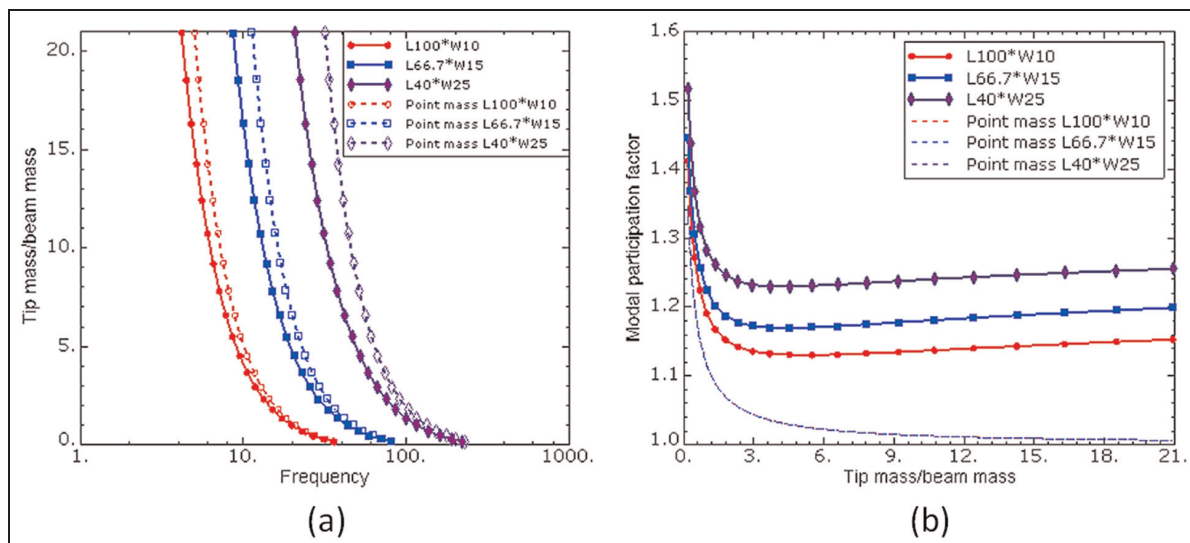 20.
15.
10.
5.
0.
Tip mass/beam mass
L100*W10
L66.7*W15
L40*W25
Point mass L100*W10
Point mass L66.7*W15
Point mass L40*W25
1.
10.
100.
1000.
Frequency
(a)
1.6
1.5
1.4
1.3
1.2
1.1
1.0
Modal participation factor
L100*W10
L66.7*W15
L40*W25
Point mass L100*W10
Point mass L66.7*W15
Point mass L40*W25
0.
3.
6.
9.
12.
15.
18.
21.
Tip mass/beam mass
(b)